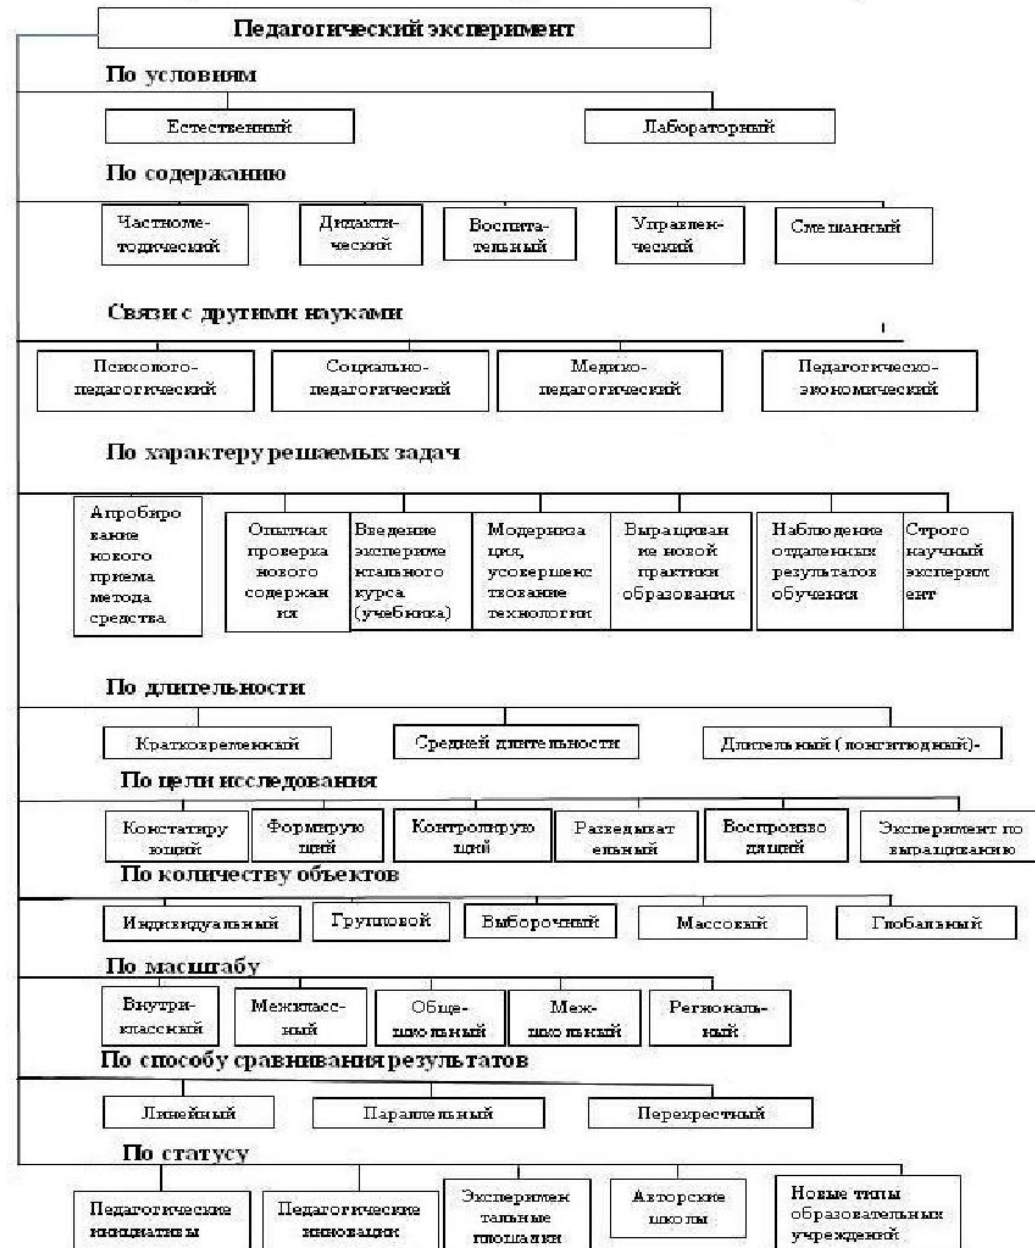 Педагогический эксперимент
По условиям
Естественный
Лабораторный
По содержанию
Частноме-
тодический
Дидакти-
ческий
Воспита-
тельный
Управлен-
ческий
Смешанный
Связи с другими науками
Психолого-
педагогический
Социально-
педагогический
Медико-
педагогический
Педагогическо-
экономический
По характеру решаемых задач
Апробиро
вание
нового
приема
метода
средства
Опытная
проверка
нового
содержан
ия
Введение
экспериме
нтального
курса
(учебника)
Модерниза
ция,
усовершенс
твование
технологии
Выращиван
ие новой
практики
образования
Наблюдение
отдаленных
результатов
обучения
Строго
научный
эксперим
ент
По длительности
Кратковременный
Средней длительности
Длительный ( лонгитюдный)-
По цели исследования
Констатиру
ющий
Формирую
щий
Контролирую
щий
Разведыват
ельный
Воспроизво
дящий
Эксперимент по
выращиванию
По количеству объектов
Индивидуальный
Групповой
Выборочный
Массовый
Глобальный
По масштабу
Внутри-
классный
Межкласс-
ный
Обще-
школьный
Меж-
школьный
Региональ-
ный
По способу сравнивания результатов
Линейный
Параллельный
Перекрестный
По статусу
Педагогические
инициативы
Педагогические
инновации
Эксперимен
тальные
площадки
Авторские
школы
Новые типы
образовательных
учреждений